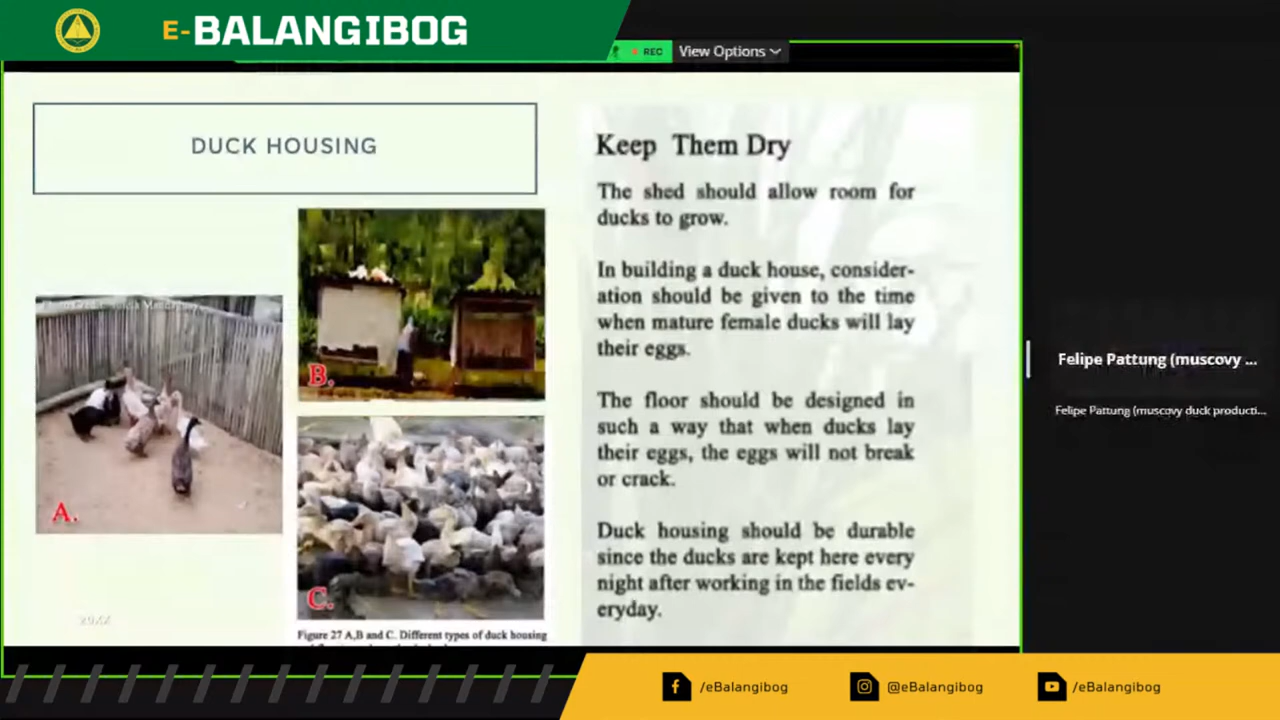 E-BALANGIBOG
REC
View Options
DUCK HOUSING
A.
B.
C.
20XX
Figure 27 A,B and C. Different types of duck housing
Keep Them Dry
The shed should allow room for
ducks to grow.
In building a duck house, consider-
ation should be given to the time
when mature female ducks will lay
their eggs.
The floor should be designed in
such a way that when ducks lay
their eggs, the eggs will not break
or crack.
Duck housing should be durable
since the ducks are kept here every
night after working in the fields ev-
eryday.
Felipe Pattung (muscovy ...
Felipe Pattung (muscovy duck producti...
/eBalangibog
@eBalangibog
/eBalangibog